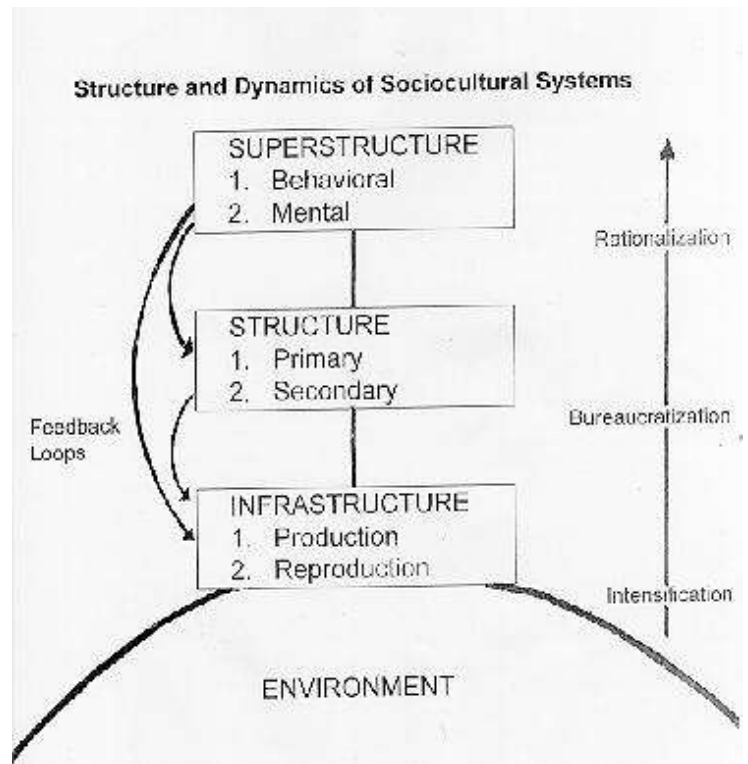 Structure and Dynamics of Sociocultural Systems
SUPERSTRUCTURE
1. Behavioral
2. Mental
Rationalization
STRUCTURE
1. Primary
2. Secondary
Bureaucratization
Feedback
Loops
INFRASTRUCTURE
1. Production
2. Reproduction
Intensification
ENVIRONMENT